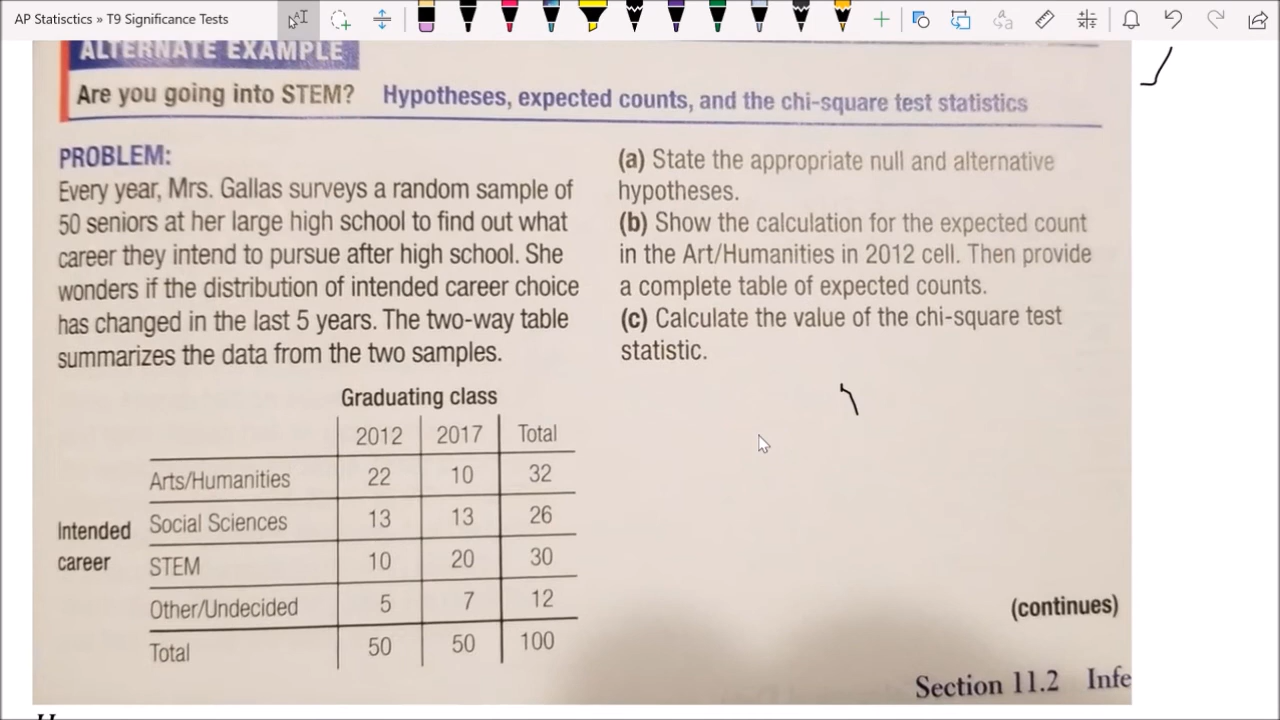 AP Statisctics » T9 Significance Tests
ALTERNATE EXAMPLE
Are you going into STEM? Hypotheses, expected counts, and the chi-square test statistics
PROBLEM:
Every year, Mrs. Gallas surveys a random sample of
50 seniors at her large high school to find out what
career they intend to pursue after high school. She
wonders if the distribution of intended career choice
has changed in the last 5 years. The two-way table
summarizes the data from the two samples.
Graduating class
2012 2017 Total
Arts/Humanities 22 10 32
Social Sciences 13 13 26
Intended
career
STEM 10 20 30
Other/Undecided 5 7 12
Total 50 50 100
(a) State the appropriate null and alternative
hypotheses.
(b) Show the calculation for the expected count
in the Art/Humanities in 2012 cell. Then provide
a complete table of expected counts.
(c) Calculate the value of the chi-square test
statistic.
(continues)
Section 11.2 Infe